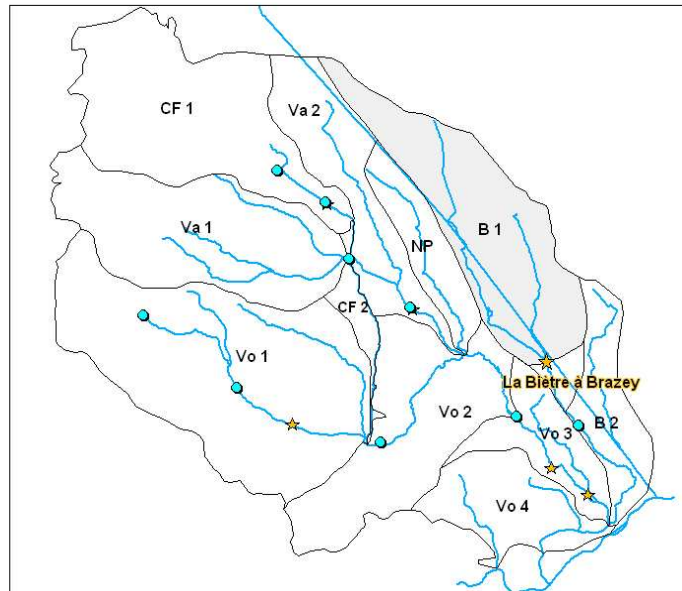 CF 1
Va 2
Va 1
NP
B 1
CF 2
Vo 1
La Biètre à Brazey
Vo 2
B 2
Vo 3
Vo 4